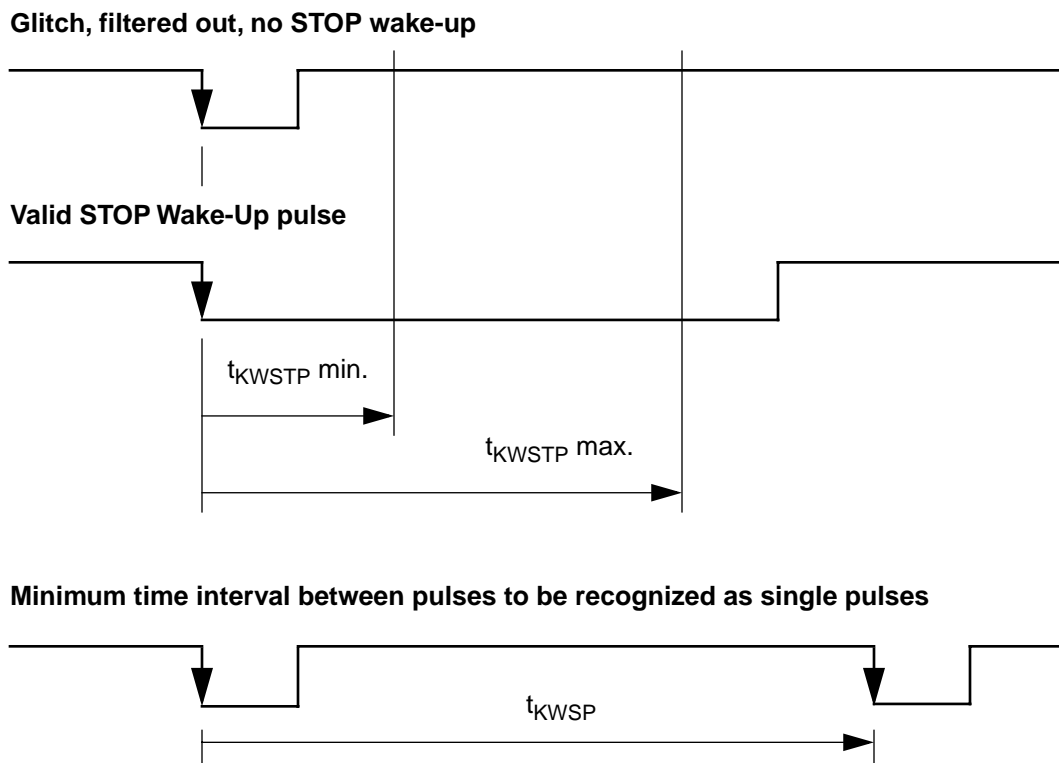 Glitch, filtered out, no STOP wake-up
Valid STOP Wake-Up pulse
tKWSTP min.
tKWSTP max.
Minimum time interval between pulses to be recognized as single pulses
tKWSP